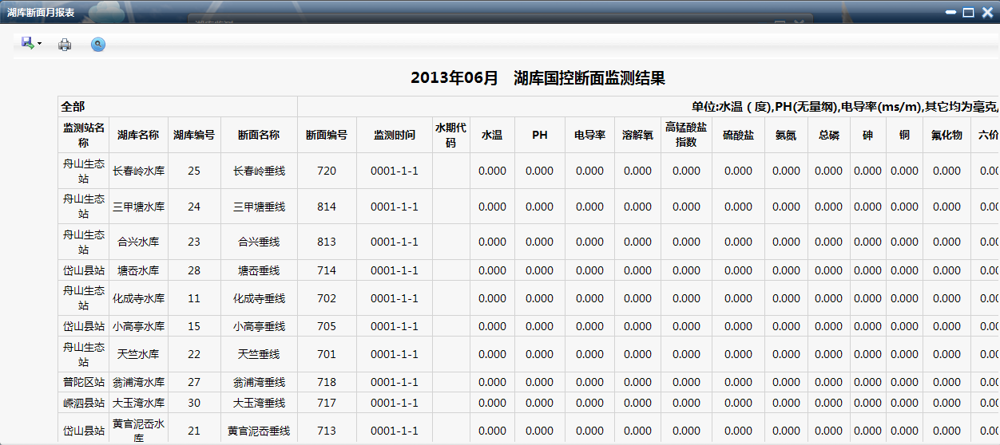 湖库断面月报表
2013年06月 湖库国控断面监测结果
全部 单位:水温(度),PH(无量纲),电导率(ms/m),其它均为毫克/
监测站名称 湖库名称 湖库编号 断面名称 断面编号 监测时间 水期代码 水温 PH 电导率 溶解氧 高锰酸盐指数 硫酸盐 氨氮 总磷 砷 铜 氟化物 六价
舟山生态站 长春岭水库 25 长春岭垂线 720 0001-1-1 0.000 0.000 0.000 0.000 0.000 0.000 0.000 0.000 0.000 0.000 0.000 0.00
舟山生态站 三甲塘水库 24 三甲塘垂线 814 0001-1-1 0.000 0.000 0.000 0.000 0.000 0.000 0.000 0.000 0.000 0.000 0.000 0.00
舟山生态站 合兴水库 23 合兴垂线 813 0001-1-1 0.000 0.000 0.000 0.000 0.000 0.000 0.000 0.000 0.000 0.000 0.000 0.00
岱山县站 塘岙水库 28 塘岙垂线 714 0001-1-1 0.000 0.000 0.000 0.000 0.000 0.000 0.000 0.000 0.000 0.000 0.000 0.00
舟山生态站 化成寺水库 11 化成寺垂线 702 0001-1-1 0.000 0.000 0.000 0.000 0.000 0.000 0.000 0.000 0.000 0.000 0.000 0.00
岱山县站 小高亭水库 15 小高亭垂线 705 0001-1-1 0.000 0.000 0.000 0.000 0.000 0.000 0.000 0.000 0.000 0.000 0.000 0.00
舟山生态站 天竺水库 22 天竺垂线 701 0001-1-1 0.000 0.000 0.000 0.000 0.000 0.000 0.000 0.000 0.000 0.000 0.000 0.00
普陀区站 翁浦湾水库 27 翁浦湾垂线 718 0001-1-1 0.000 0.000 0.000 0.000 0.000 0.000 0.000 0.000 0.000 0.000 0.000 0.00
嵊泗县站 大玉湾水库 30 大玉湾垂线 717 0001-1-1 0.000 0.000 0.000 0.000 0.000 0.000 0.000 0.000 0.000 0.000 0.000 0.00
岱山县站 黄官泥岙水库 21 黄官泥岙垂线 713 0001-1-1 0.000 0.000 0.000 0.000 0.000 0.000 0.000 0.000 0.000 0.000 0.000 0.00